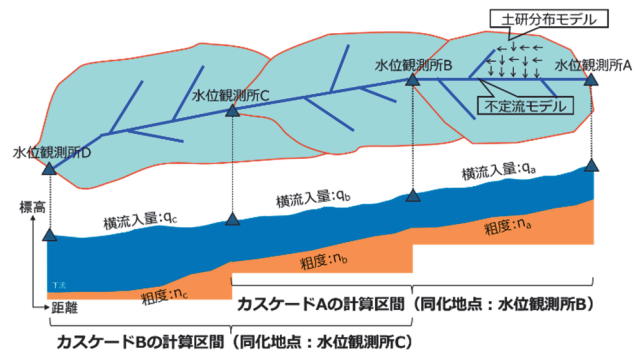 土研分布モデル
水位観測所B
水位観測所A
水位観測所C
不定流モデル
水位観測所D
横流入量:qa
横流入量:qb
標高
横流入量:qc
粗度:na
粗度:nb
下流
粗度:nc
距離
カスケードAの計算区間（同化地点：水位観測所B）
カスケードBの計算区間（同化地点：水位観測所C）